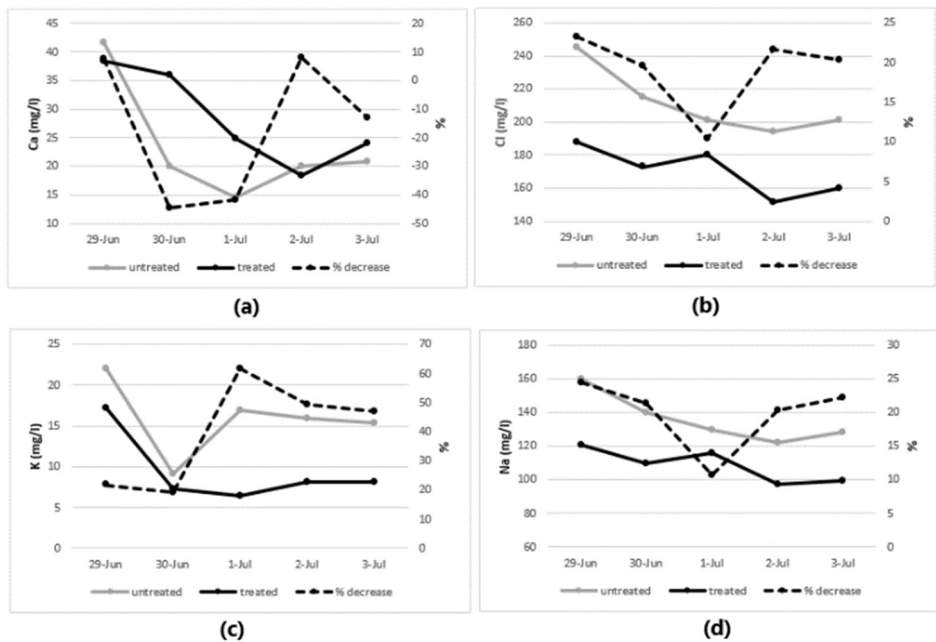 45 20
40 10
35 0
30 -10
25 -20
20 -30
15 -40
10 -50
Ca (mg/l)
%
29-Jun 30-Jun 1-Jul 2-Jul 3-Jul
untreated treated % decrease
(a)
260 25
240 20
220 15
200 10
180 5
160 0
140
Cl (mg/l)
%
29-Jun 30-Jun 1-Jul 2-Jul 3-Jul
untreated treated % decrease
(b)
25 70
20 60
15 50
10 40
5 30
0 20
10
0
K (mg/l)
%
29-Jun 30-Jun 1-Jul 2-Jul 3-Jul
untreated treated % decrease
(c)
180 30
160 25
140 20
120 15
100 10
80 5
60 0
Na (mg/l)
%
29-Jun 30-Jun 1-Jul 2-Jul 3-Jul
untreated treated % decrease
(d)